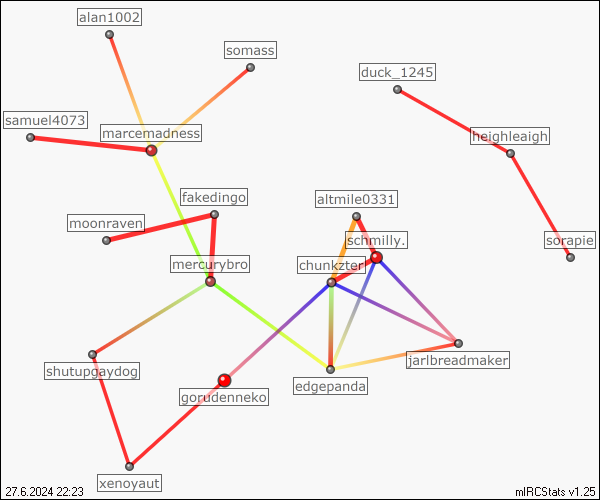 alan1002
somass
duck_1245
samuel4073
marcemadness
heighleaigh
fakedingo
altmile0331
moonraven
schmilly.
sorapie
mercurybro
chunkzter
jarlbreadmaker
shutupgaydog
edgepanda
gorudenneko
xenoyaut
27.6.2024 22:23
mIRCStats v1.25